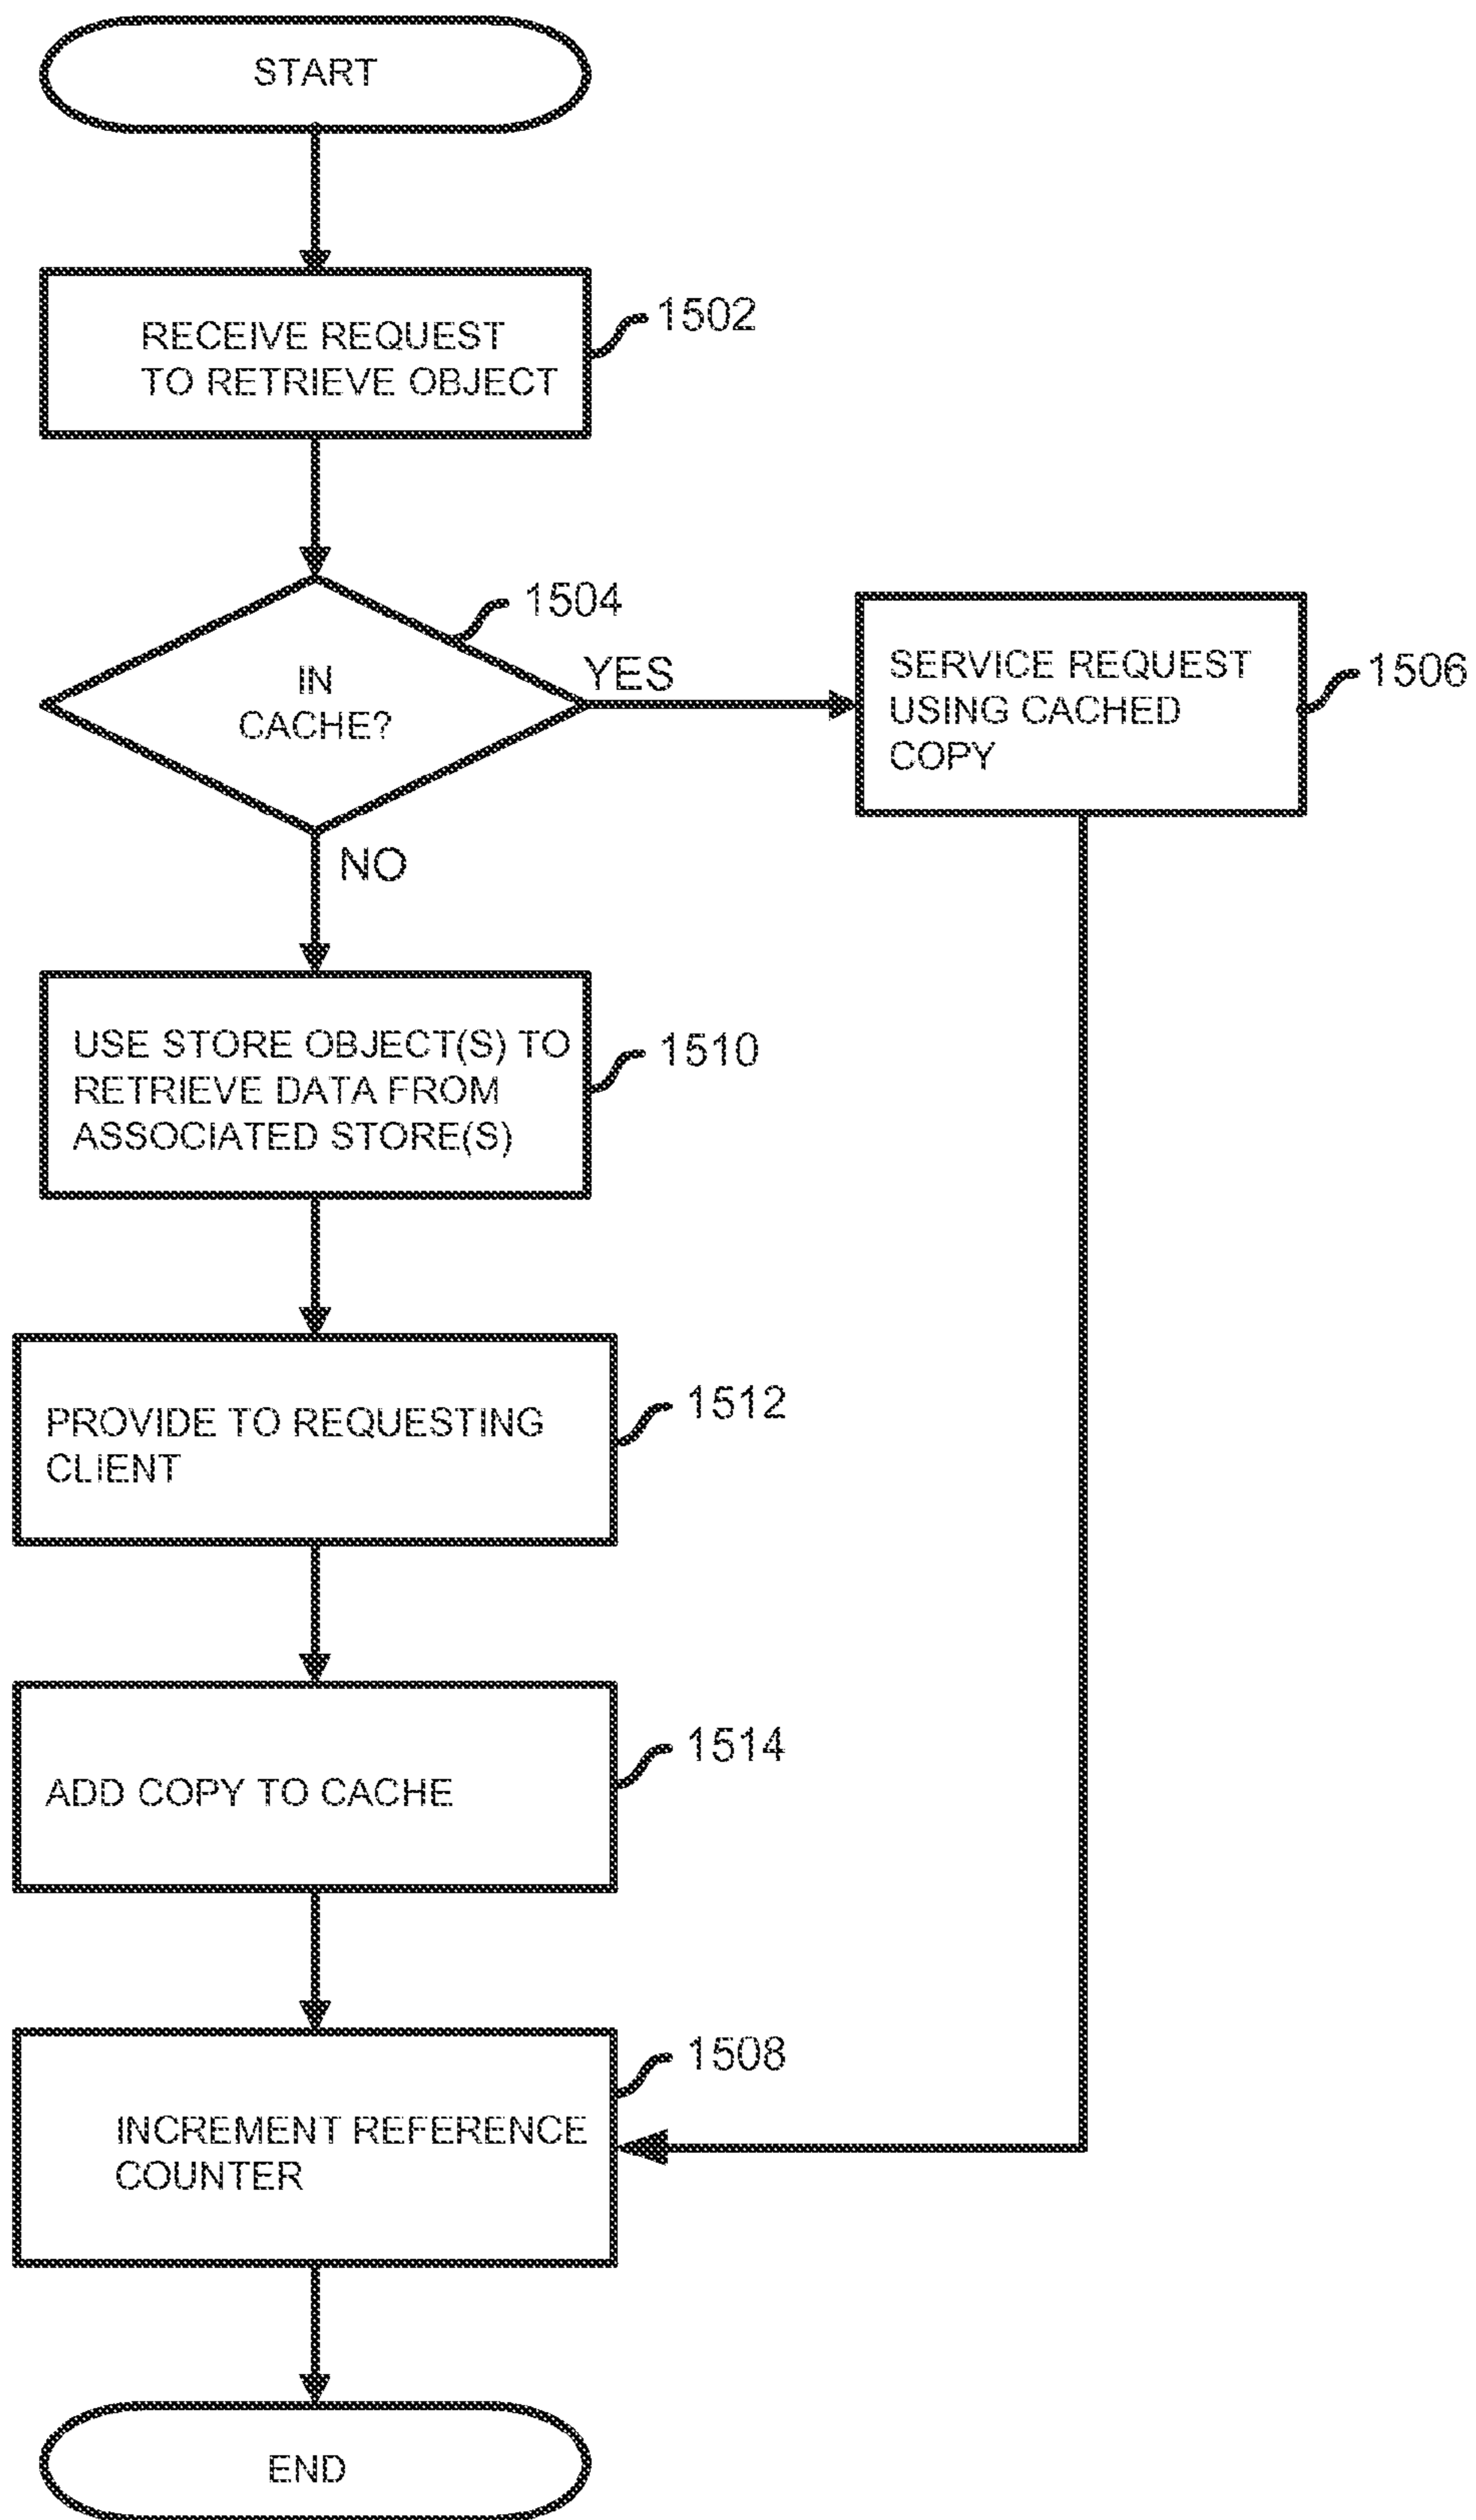 START
RECEIVE REQUEST
TO RETRIEVE OBJECT
1502
1504
IN
CACHE?
YES
SERVICE REQUEST
USING CACHED
COPY
1506
NO
USE STORE OBJECT(S) TO
RETRIEVE DATA FROM
ASSOCIATED STORE(S)
1510
PROVIDE TO REQUESTING
CLIENT
1512
ADD COPY TO CACHE
1514
INCREMENT REFERENCE
COUNTER
1508
END